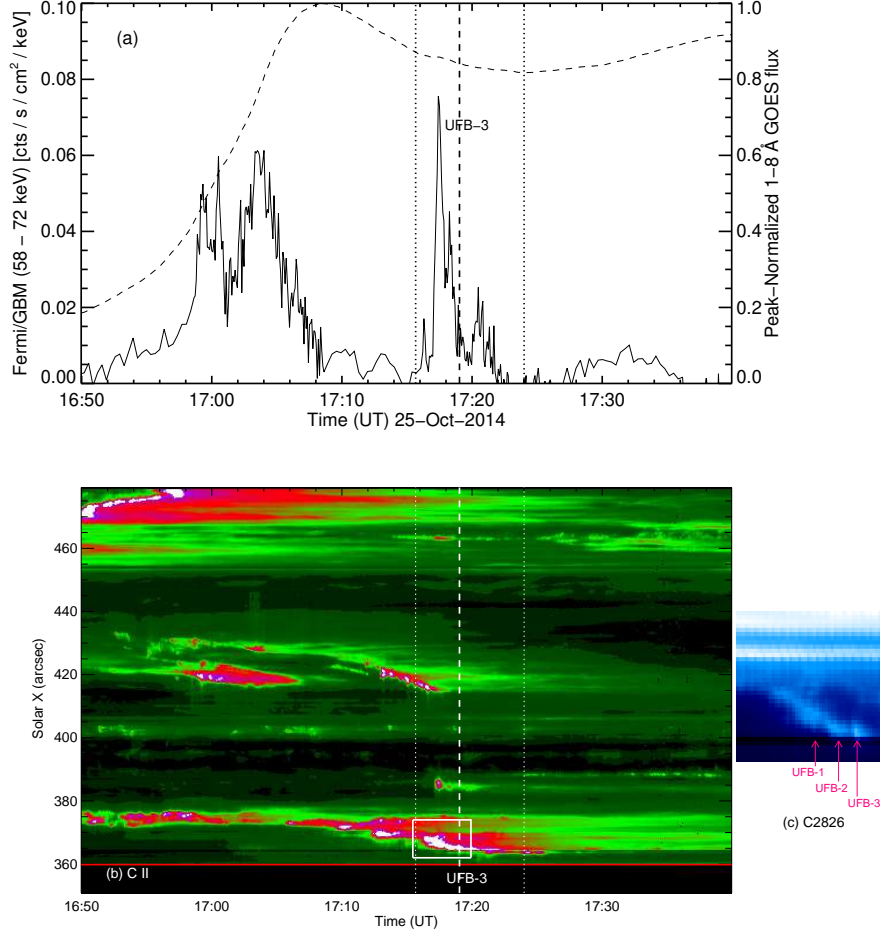 (a)
Fermi/GBM (58 − 72 keV) [cts / s / cm² / keV]
0.10
0.08
0.06
0.04
0.02
0.00
UFB−3
1.0
0.8
0.6
0.4
0.2
0.0
Peak−Normalized 1−8 Å GOES flux
16:50 17:00 17:10 17:20 17:30
Time (UT) 25−Oct−2014
Solar X (arcsec)
460
440
420
400
380
360
(b) C II
UFB-3
16:50 17:00 17:10 17:20 17:30
Time (UT)
UFB-1
UFB-2
UFB-3
(c) C2826